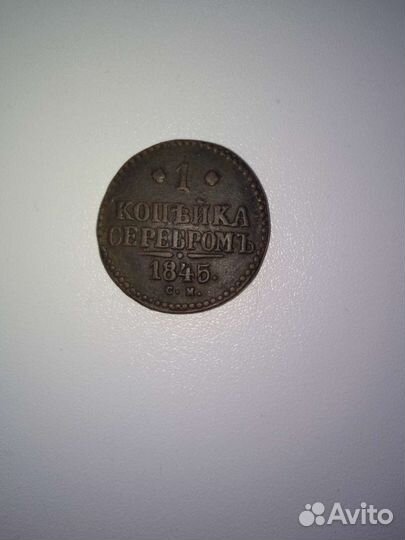 1
КОПѢЙКА
СЕРЕБРОМЪ
1845.
С. М.
Avito